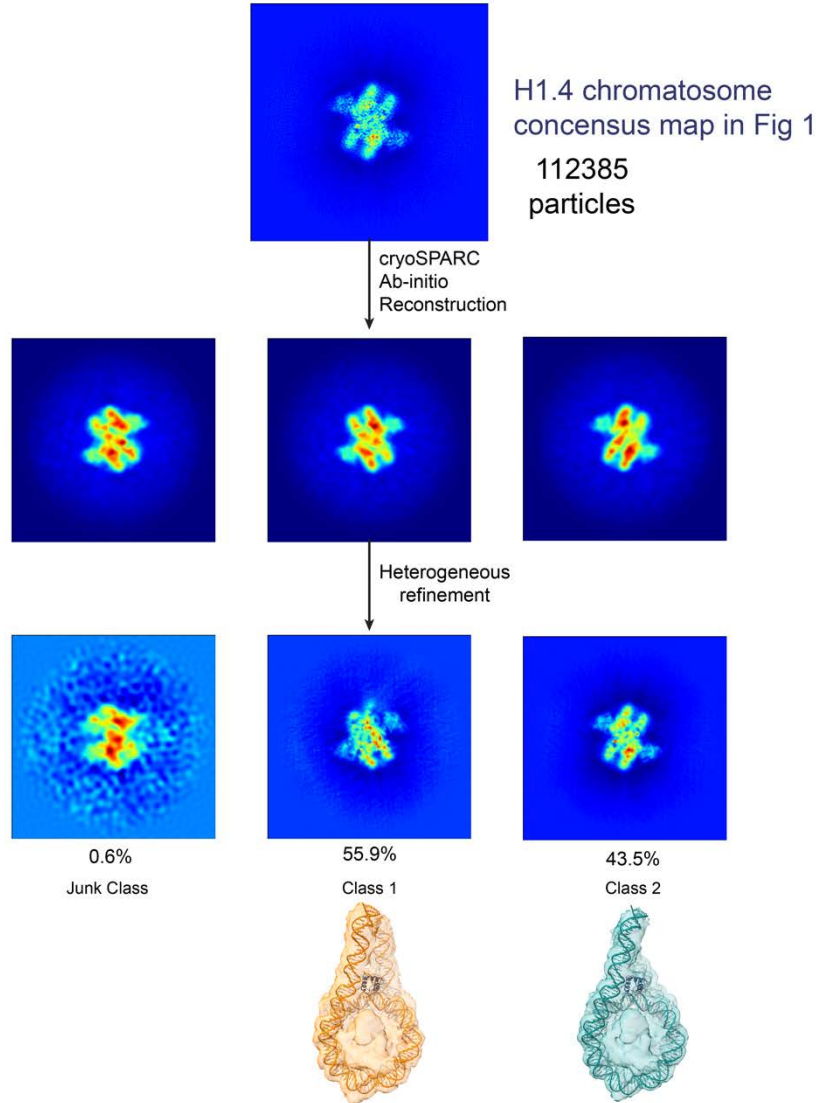 H1.4 chromatosome
concensus map in Fig 1
112385
particles
cryoSPARC
Ab-initio
Reconstruction
Heterogeneous
refinement
0.6%
55.9%
43.5%
Junk Class
Class 1
Class 2